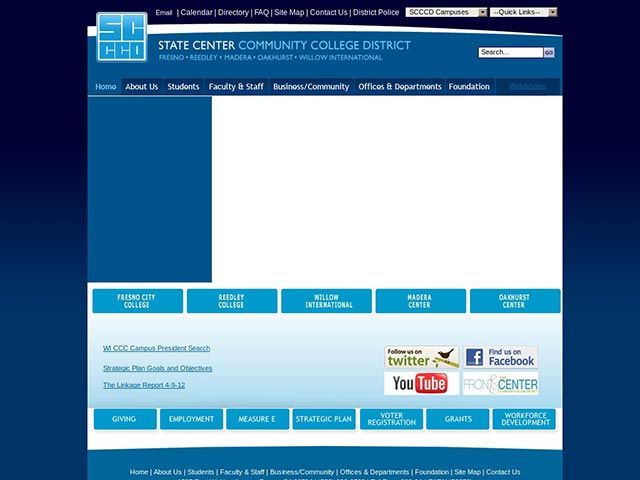 Email | Calendar | Directory | FAQ | Site Map | Contact Us | District Police
SCCCD Campuses
--Quick Links--
SC
CCD
STATE CENTER COMMUNITY COLLEGE DISTRICT
FRESNO • REEDLEY • MADERA • OAKHURST • WILLOW INTERNATIONAL
Search...
GO
Home About Us Students Faculty & Staff Business/Community Offices & Departments Foundation WebAdvisor
FRESNO CITY
COLLEGE
REEDLEY
COLLEGE
WILLOW
INTERNATIONAL
MADERA
CENTER
OAKHURST
CENTER
WI CCC Campus President Search
Strategic Plan Goals and Objectives
The Linkage Report 4-9-12
Follow us on
twitter
Find us on
Facebook
YouTube
FRONT & CENTER
GIVING
EMPLOYMENT
MEASURE E
STRATEGIC PLAN
VOTER
REGISTRATION
GRANTS
WORKFORCE
DEVELOPMENT
Home | About Us | Students | Faculty & Staff | Business/Community | Offices & Departments | Foundation | Site Map | Contact Us